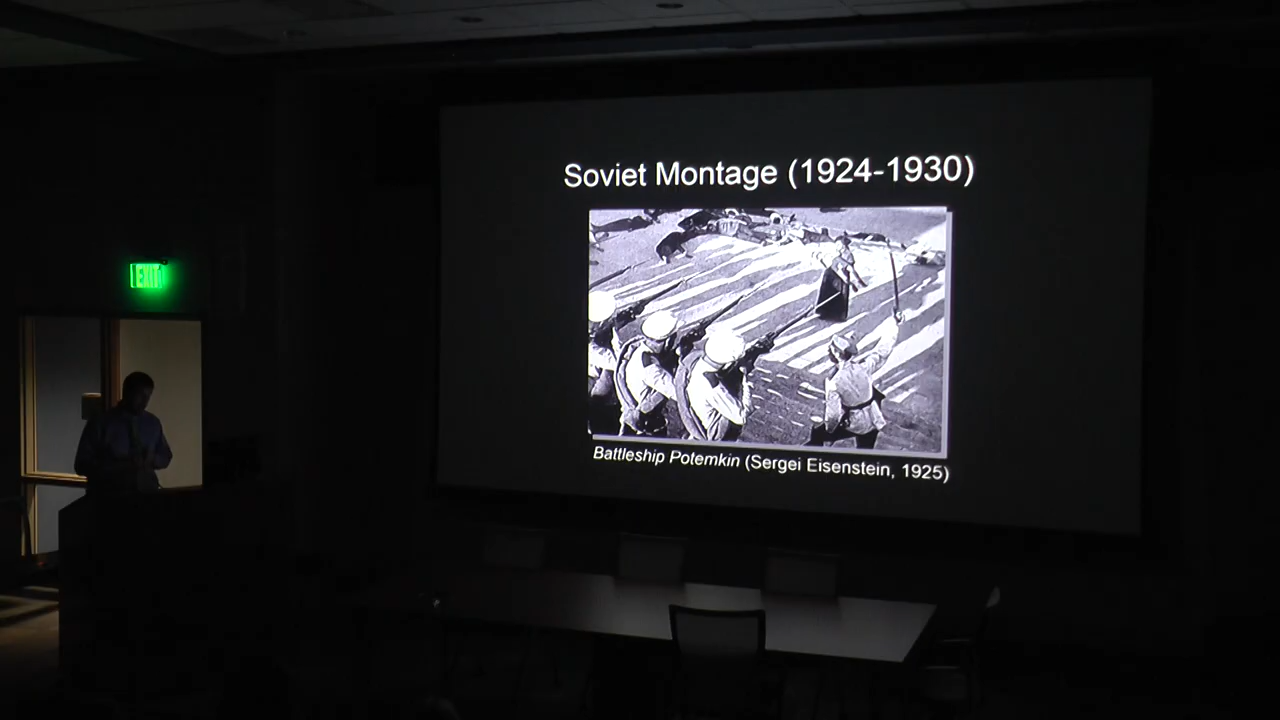 Soviet Montage (1924-1930)
EXIT
Battleship Potemkin (Sergei Eisenstein, 1925)